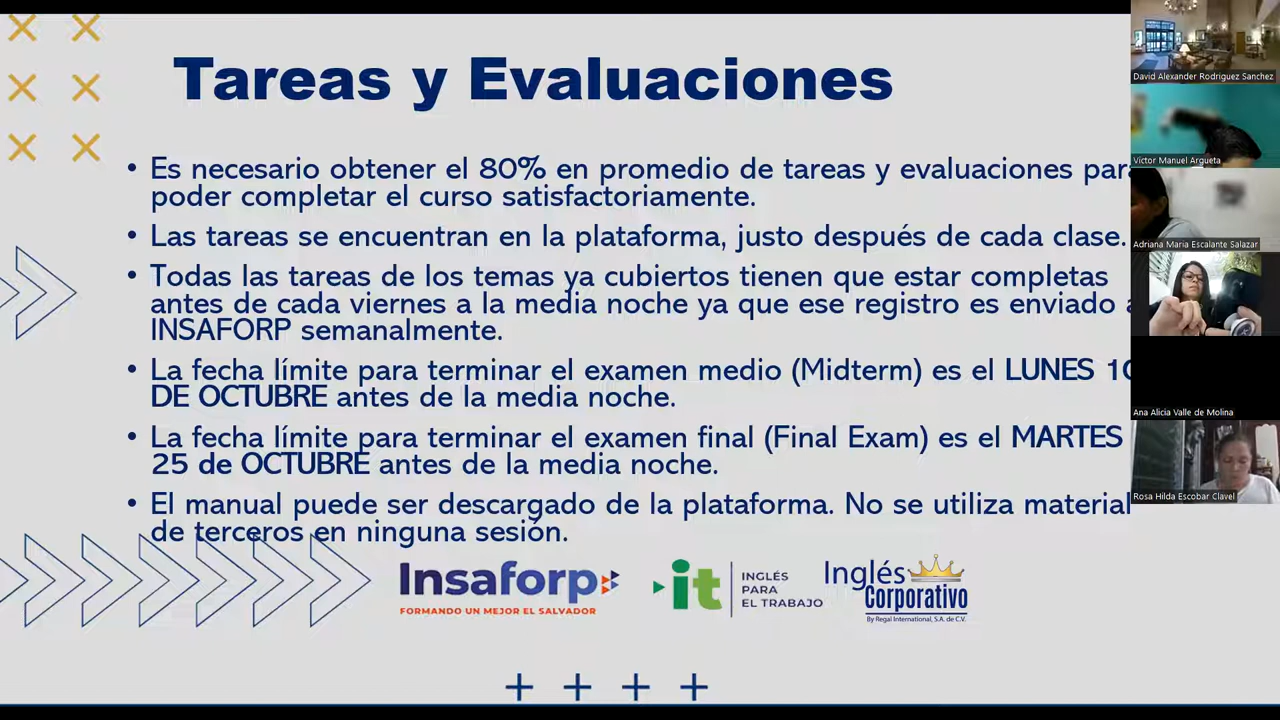 Tareas y Evaluaciones
• Es necesario obtener el 80% en promedio de tareas y evaluaciones para
poder completar el curso satisfactoriamente.
• Las tareas se encuentran en la plataforma, justo después de cada clase.
• Todas las tareas de los temas ya cubiertos tienen que estar completas
antes de cada viernes a la media noche ya que ese registro es enviado a
INSAFORP semanalmente.
• La fecha límite para terminar el examen medio (Midterm) es el LUNES 10
DE OCTUBRE antes de la media noche.
• La fecha límite para terminar el examen final (Final Exam) es el MARTES
25 de OCTUBRE antes de la media noche.
• El manual puede ser descargado de la plataforma. No se utiliza material
de terceros en ninguna sesión.
Insaforp
FORMANDO UN MEJOR EL SALVADOR
it
INGLÉS
PARA
EL TRABAJO
Inglés
Corporativo
By Regal International, S.A. de C.V.
David Alexander Rodriguez Sanchez
Víctor Manuel Argueta
Adriana María Escalante Salazar
Ana Alicia Valle de Molina
Rosa Hilda Escobar Clavel